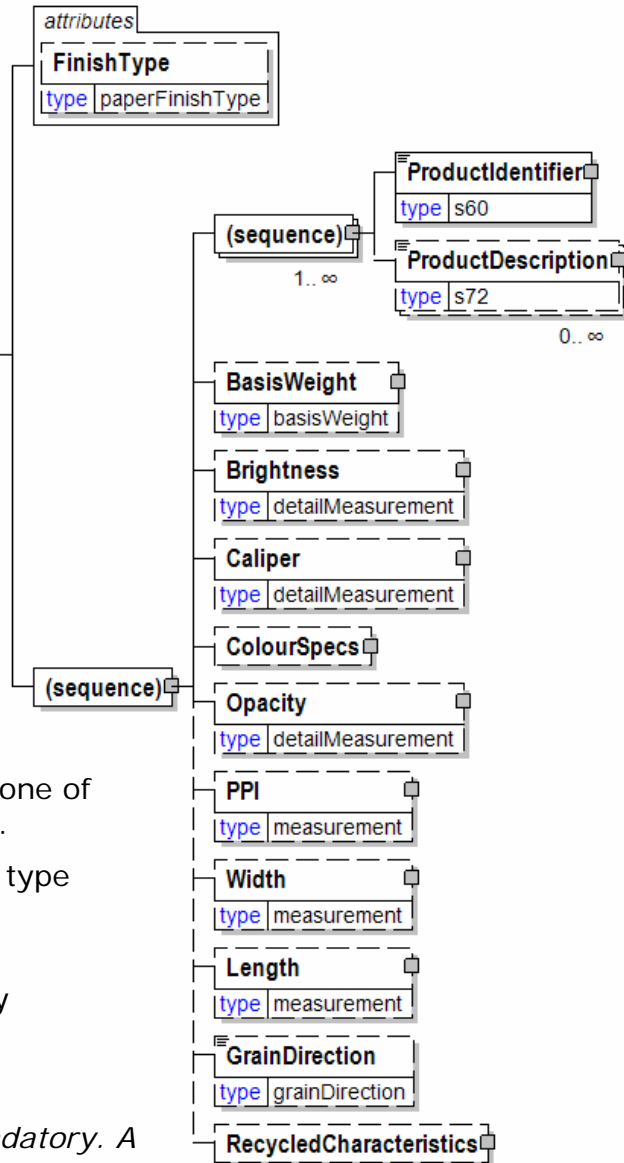 attributes
FinishType
type paperFinishType
ProductIdentifier
type s60
(sequence)
1.. ∞
ProductDescription
type s72
0.. ∞
BasisWeight
type basisWeight
Brightness
type detailMeasurement
Caliper
type detailMeasurement
ColourSpecs
(sequence)
Opacity
type detailMeasurement
one of
.
PPI
type measurement
type
Width
type measurement
Length
type measurement
y
GrainDirection
type grainDirection
ndatory. A
RecycledCharacteristics